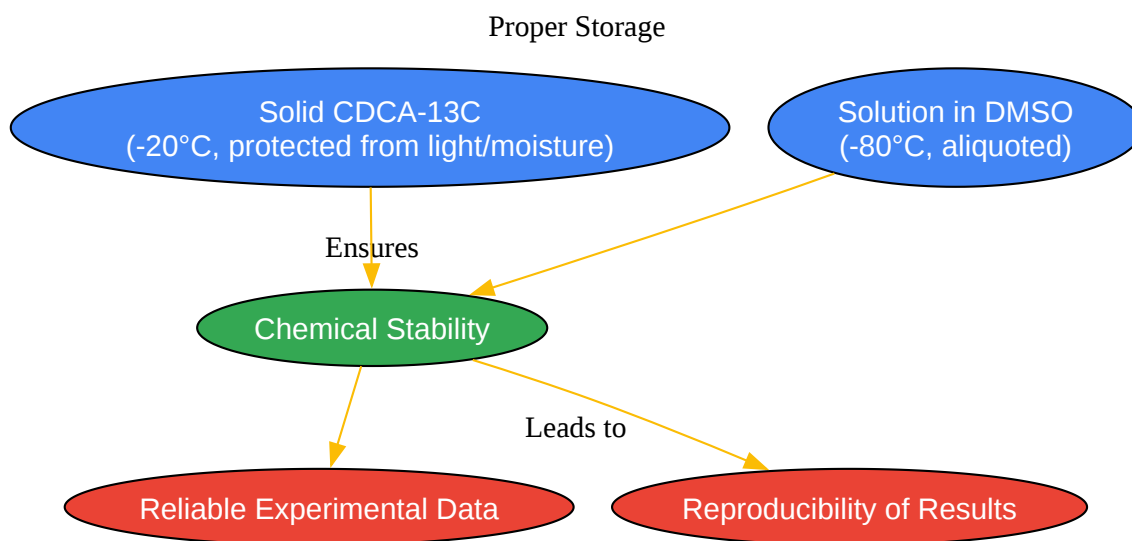 Proper Storage
Solid CDCA-13C
(-20°C, protected from light/moisture)
Solution in DMSO
(-80°C, aliquoted)
Ensures
Chemical Stability
Leads to
Reliable Experimental Data
Reproducibility of Results